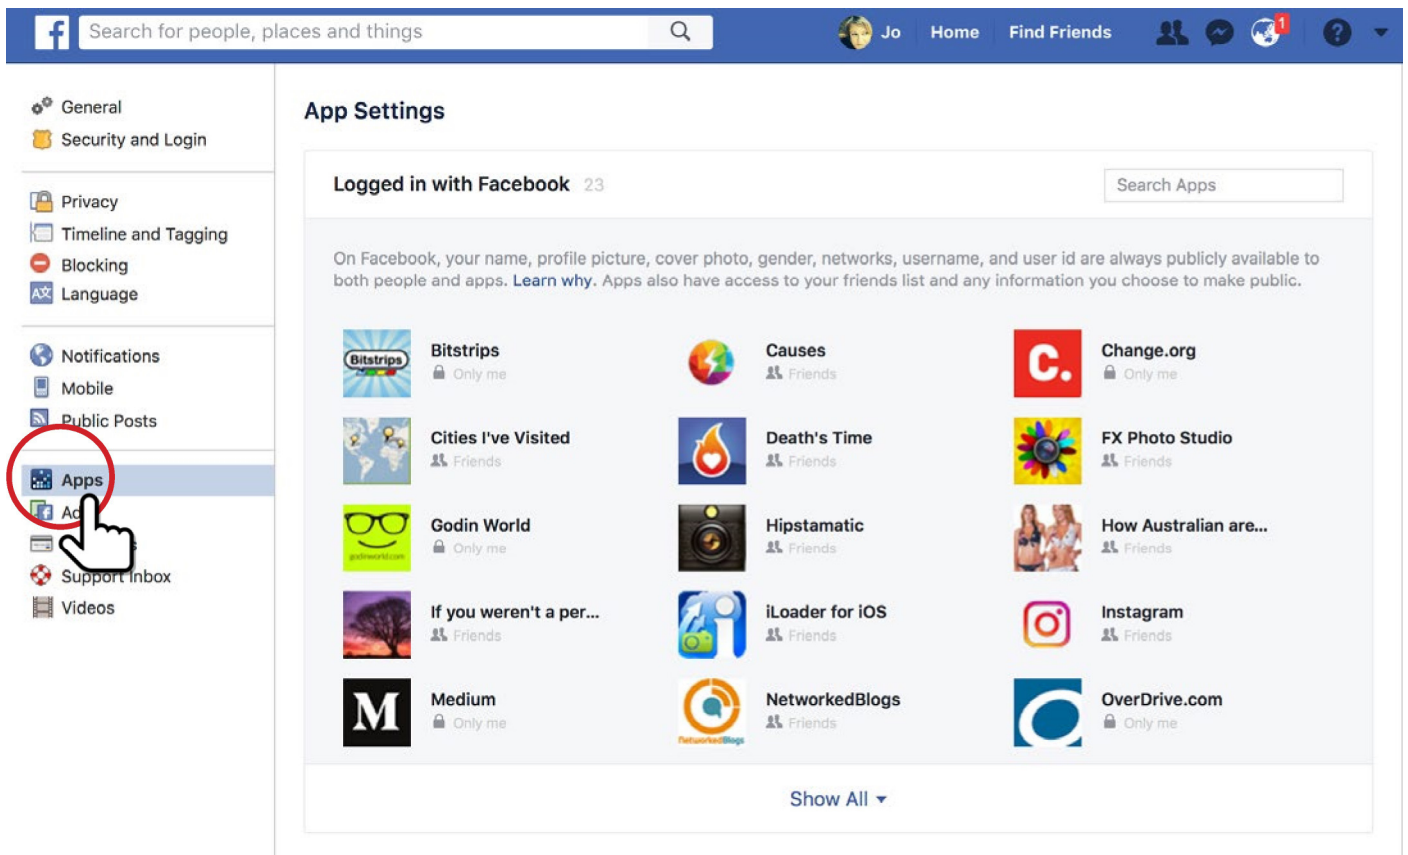 Search for people, places and things
Jo
Home
Find Friends
1
?
General
Security and Login
Privacy
Timeline and Tagging
Blocking
Language
Notifications
Mobile
Public Posts
Apps
Support Inbox
Videos
App Settings
Logged in with Facebook 23
Search Apps
On Facebook, your name, profile picture, cover photo, gender, networks, username, and user id are always publicly available to
both people and apps. Learn why. Apps also have access to your friends list and any information you choose to make public.
Bitstrips
Bitstrips
Only me
Causes
Friends
C.
Change.org
Only me
Cities I've Visited
Friends
Death's Time
Friends
FX Photo Studio
Friends
godinworld.com
Godin World
Only me
Hipstamatic
Friends
How Australian are...
Friends
If you weren't a per...
Friends
iLoader for iOS
Friends
Instagram
Friends
M
Medium
Only me
NetworkedBlogs
NetworkedBlogs
Friends
OverDrive.com
Only me
Show All